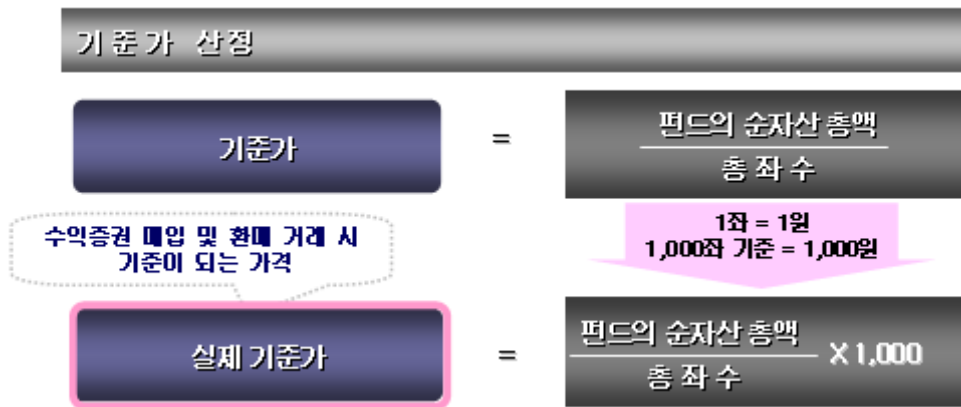 기준가 산정
기준가
=
펀드의 순자산 총액
총 좌 수
수익증권 매입 및 환매 거래 시
기준이 되는 가격
1좌 = 1원
1,000좌 기준 = 1,000원
실제 기준가
=
펀드의 순자산 총액
총 좌 수
X 1,000